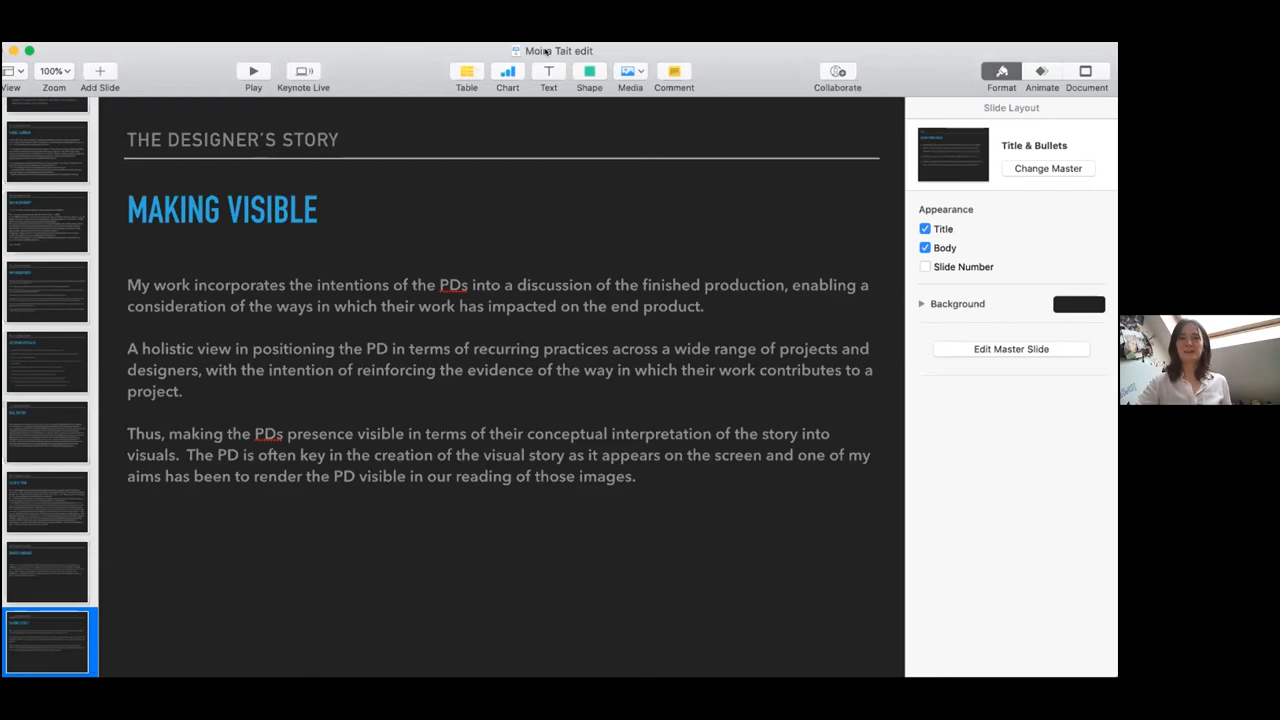 Moira Tait edit
View
100%
Zoom
Add Slide
Play
Keynote Live
Table
Chart
Text
Shape
Media
Comment
Collaborate
Format
Animate
Document
THE DESIGNER'S STORY
MAKING VISIBLE
My work incorporates the intentions of the PDs into a discussion of the finished production, enabling a
consideration of the ways in which their work has impacted on the end product.
A holistic view in positioning the PD in terms of recurring practices across a wide range of projects and
designers, with the intention of reinforcing the evidence of the way in which their work contributes to a
project.
Thus, making the PDs presence visible in terms of their conceptual interpretation of the story into
visuals.  The PD is often key in the creation of the visual story as it appears on the screen and one of my
aims has been to render the PD visible in our reading of those images.
Slide Layout
Title & Bullets
Change Master
Appearance
Title
Body
Slide Number
Background
Edit Master Slide